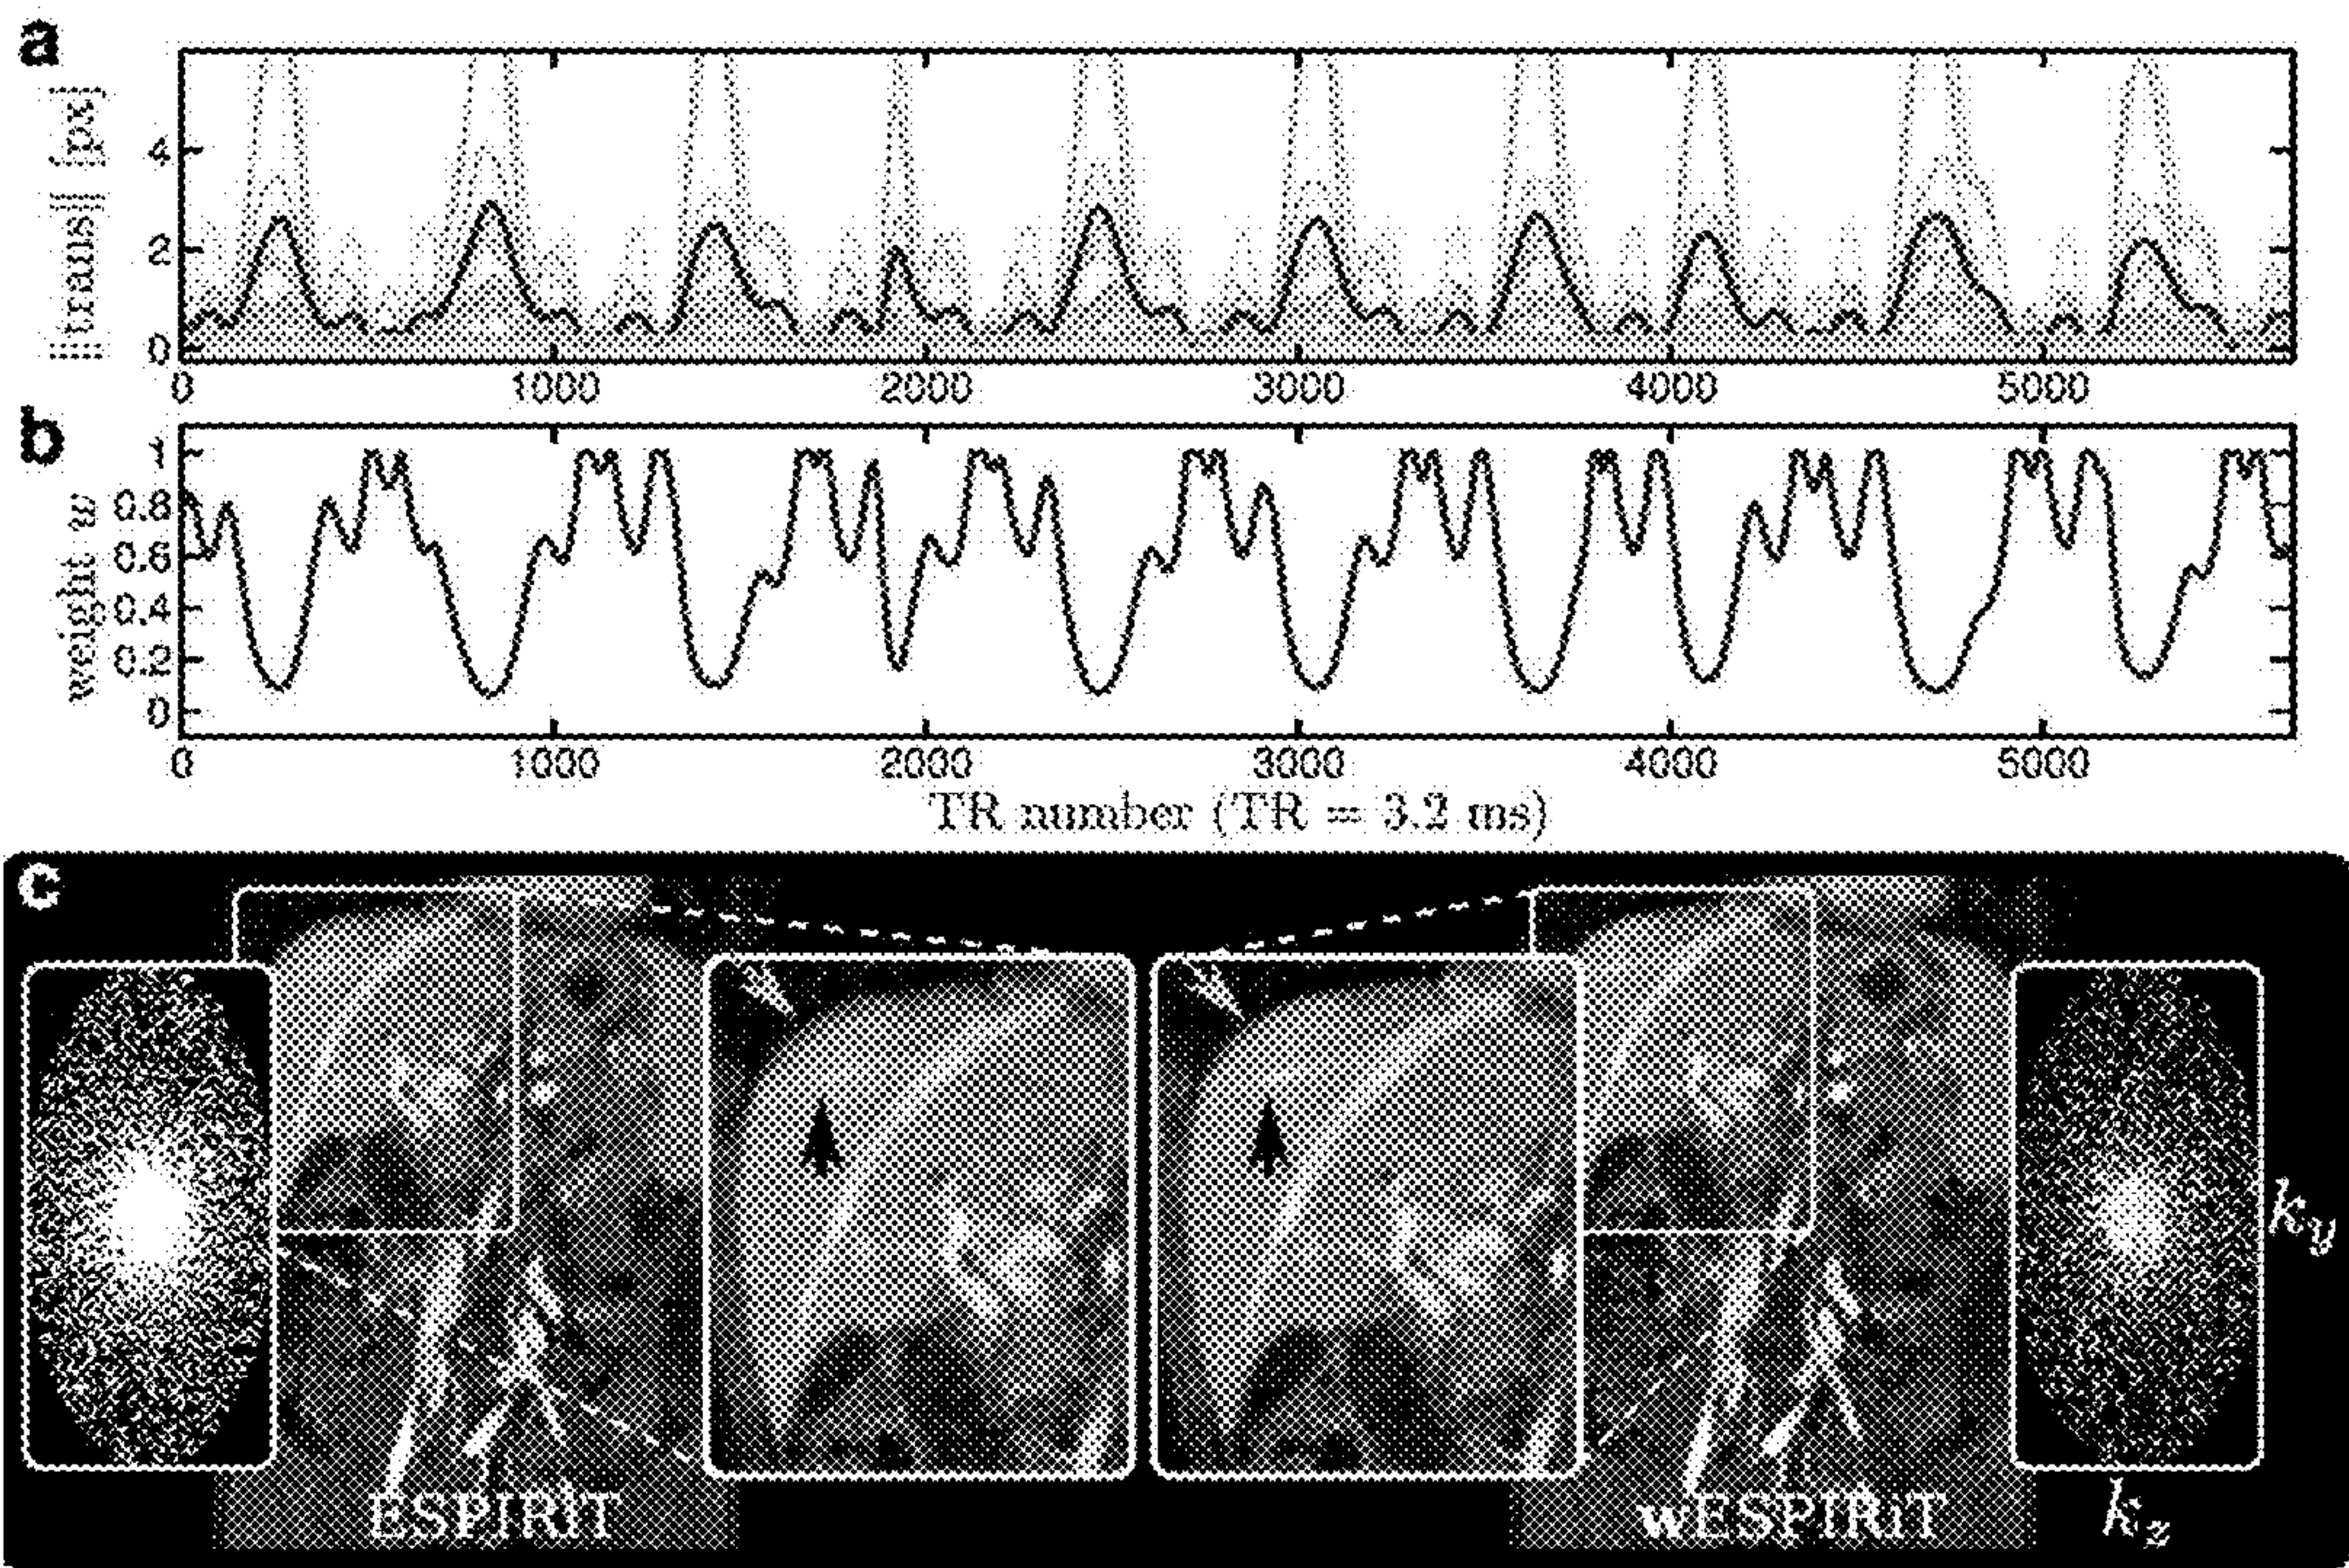 a
||trans|| [px]
4
2
0
0 1000 2000 3000 4000 5000
b
weight w
1
0.8
0.6
0.4
0.2
0
0 1000 2000 3000 4000 5000
TR number (TR = 3.2 ms)
c
ky
kz
ESPIRiT
wESPIRiT